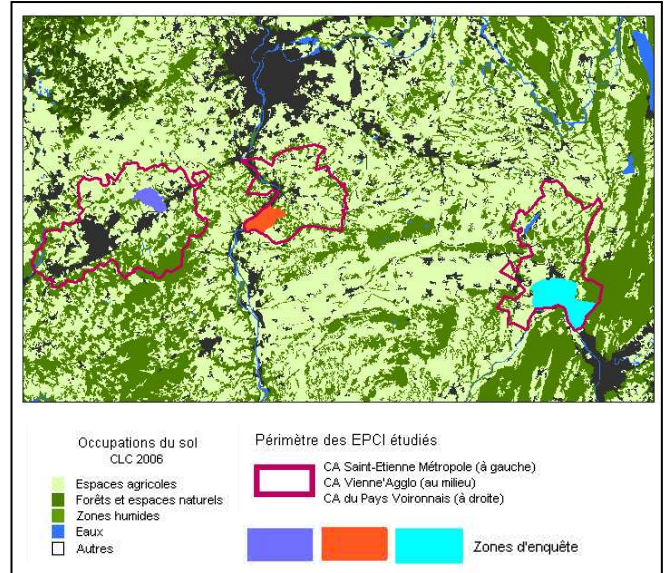 Occupations du sol
CLC 2006
Espaces agricoles
Forêts et espaces naturels
Zones humides
Eaux
Autres
Périmètre des EPCI étudiés
CA Saint-Etienne Métropole (à gauche)
CA Vienne'Agglo (au milieu)
CA du Pays Voironnais (à droite)
Zones d'enquête